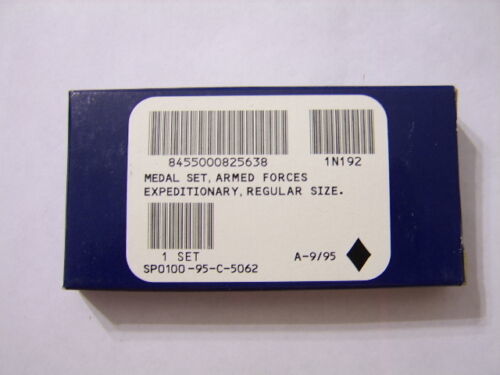 8455000825638 1N192
MEDAL SET, ARMED FORCES
EXPEDITIONARY, REGULAR SIZE.
1 SET A-9/95
SP0100-95-C-5062